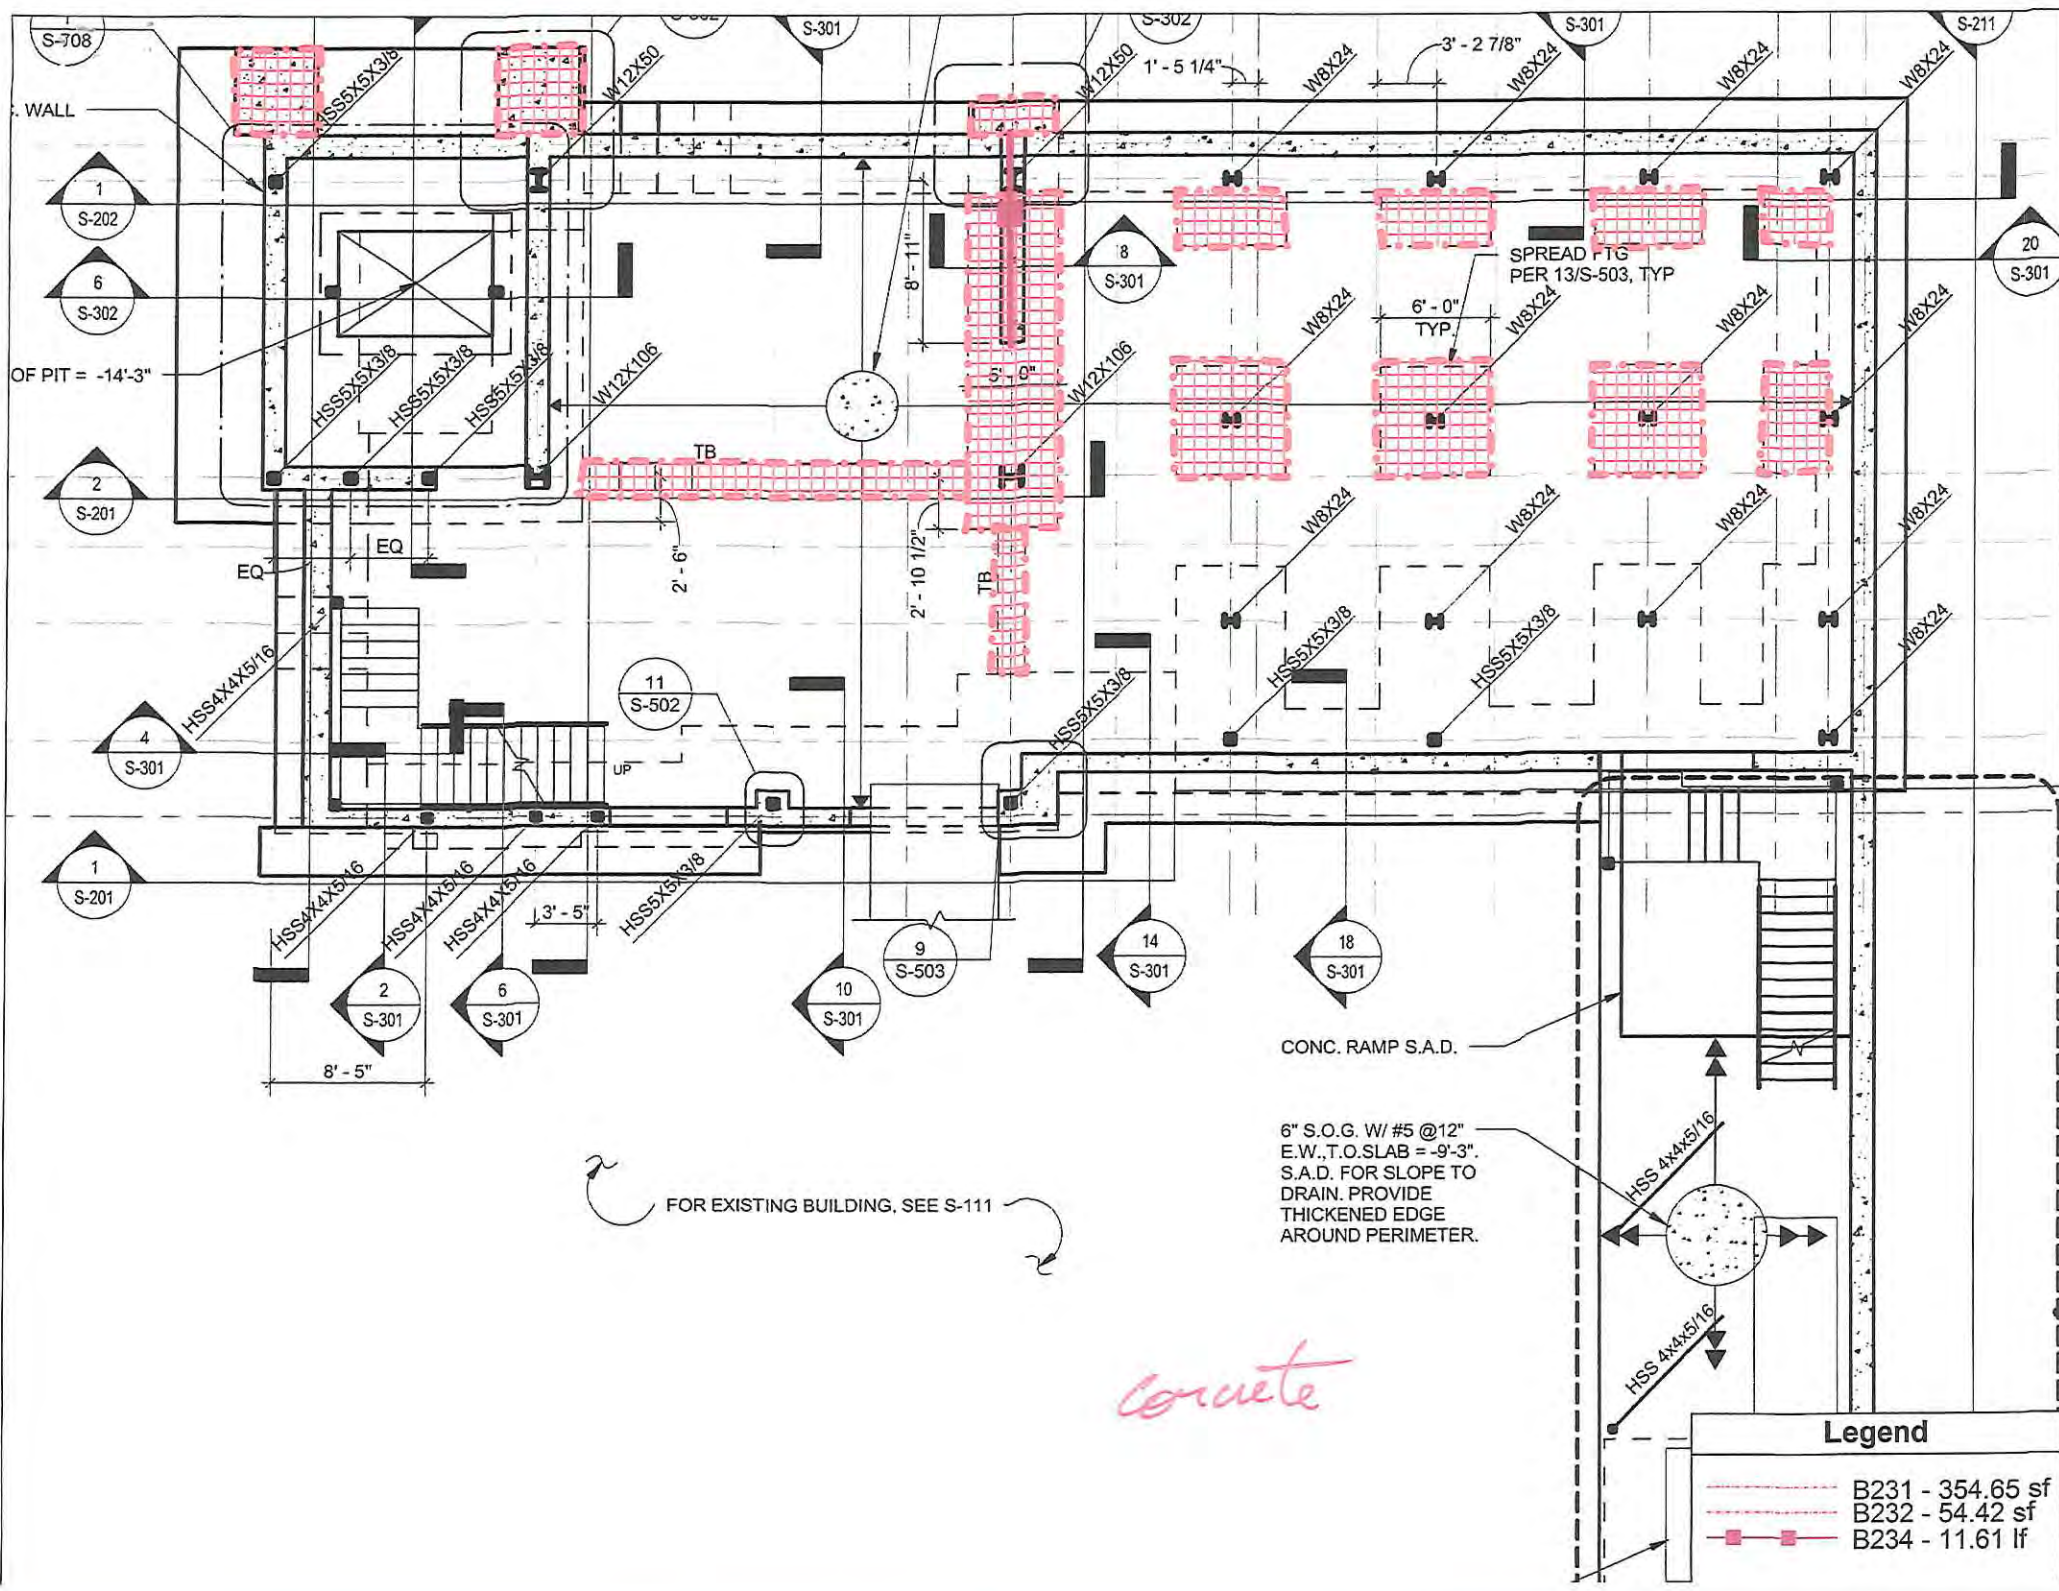 S-708
S-301
S-302
S-301
S-211
. WALL
HSS5X5X3/8
W12X50
W12X50
1' - 5 1/4"
3' - 2 7/8"
W8X24
W8X24
W8X24
W8X24
1
S-202
6
S-302
8' - 11"
8
S-301
SPREAD FTG
PER 13/S-503, TYP
20
S-301
6' - 0"
TYP.
W8X24
W8X24
W8X24
W8X24
OF PIT = -14'-3"
HSS5X5X3/8
HSS5X5X3/8
HSS5X5X3/8
W12X106
W12X106
TB
2
S-201
EQ
EQ
2' - 6"
2' - 10 1/2"
TB
W8X24
W8X24
W8X24
W8X24
HSS4X4X5/16
11
S-502
HSS5X5X3/8
HSS5X5X3/8
HSS5X5X3/8
W8X24
4
S-301
UP
1
S-201
HSS4X4X5/16
HSS4X4X5/16
HSS4X4X5/16
3' - 5"
HSS5X5X3/8
9
S-503
14
S-301
18
S-301
2
S-301
6
S-301
10
S-301
8' - 5"
CONC. RAMP S.A.D.
6" S.O.G. W/ #5 @12"
E.W.,T.O.SLAB = -9'-3".
S.A.D. FOR SLOPE TO
DRAIN. PROVIDE
THICKENED EDGE
AROUND PERIMETER.
HSS 4x4x5/16
FOR EXISTING BUILDING, SEE S-111
HSS 4x4x5/16
Concrete
Legend
B231 - 354.65 sf
B232 - 54.42 sf
B234 - 11.61 lf